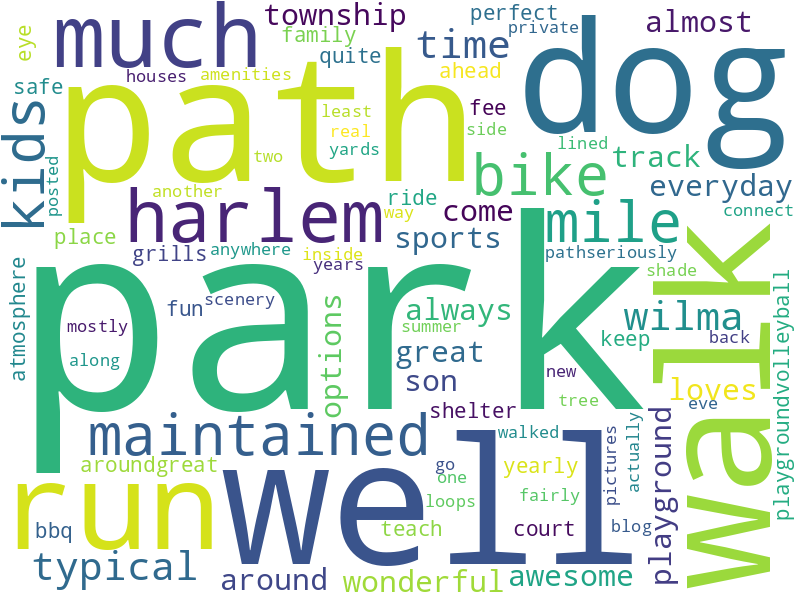 much
township
perfect
private
almost
eye
family
quite
time
houses
amenities
ahead
safe
path
dog
kids
least
fee
real
side
yards
lined
two
bike
track
posted
another
ride
everyday
harlem
way
come
mile
connect
place
sports
grills
anywhere
inside
pathseriously
years
shade
atmosphere
park
walk
scenery
fun
options
always
wilma
mostly
summer
along
great
keep
back
playgroundvolleyball
son
new
loves
tree
eve
shelter
maintained
well
walked
playground
actually
pictures
aroundgreat
go
yearly
one
run
loops
fairly
bbq
teach
court
blog
typical
around
wonderful
awesome